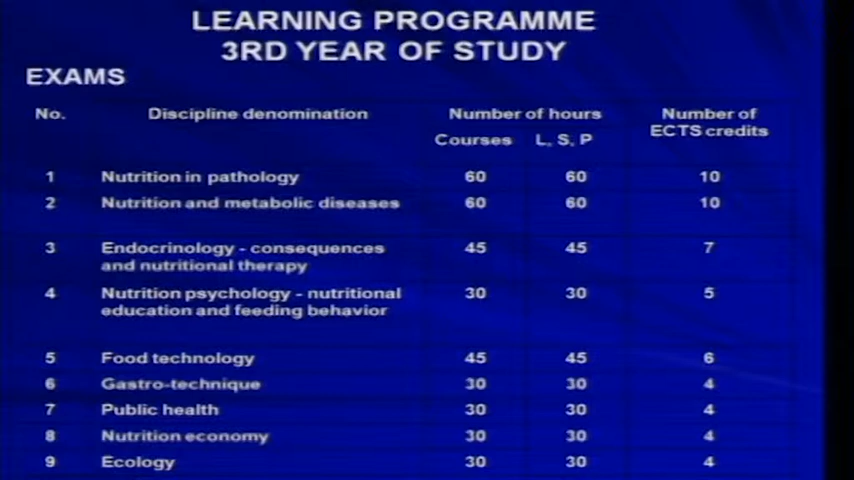 LEARNING PROGRAMME
3RD YEAR OF STUDY
EXAMS
No. Discipline denomination Number of hours Number of ECTS credits
Courses L, S, P
1 Nutrition in pathology 60 60 10
2 Nutrition and metabolic diseases 60 60 10
3 Endocrinology - consequences and nutritional therapy 45 45 7
4 Nutrition psychology - nutritional education and feeding behavior 30 30 5
5 Food technology 45 45 6
6 Gastro-technique 30 30 4
7 Public health 30 30 4
8 Nutrition economy 30 30 4
9 Ecology 30 30 4